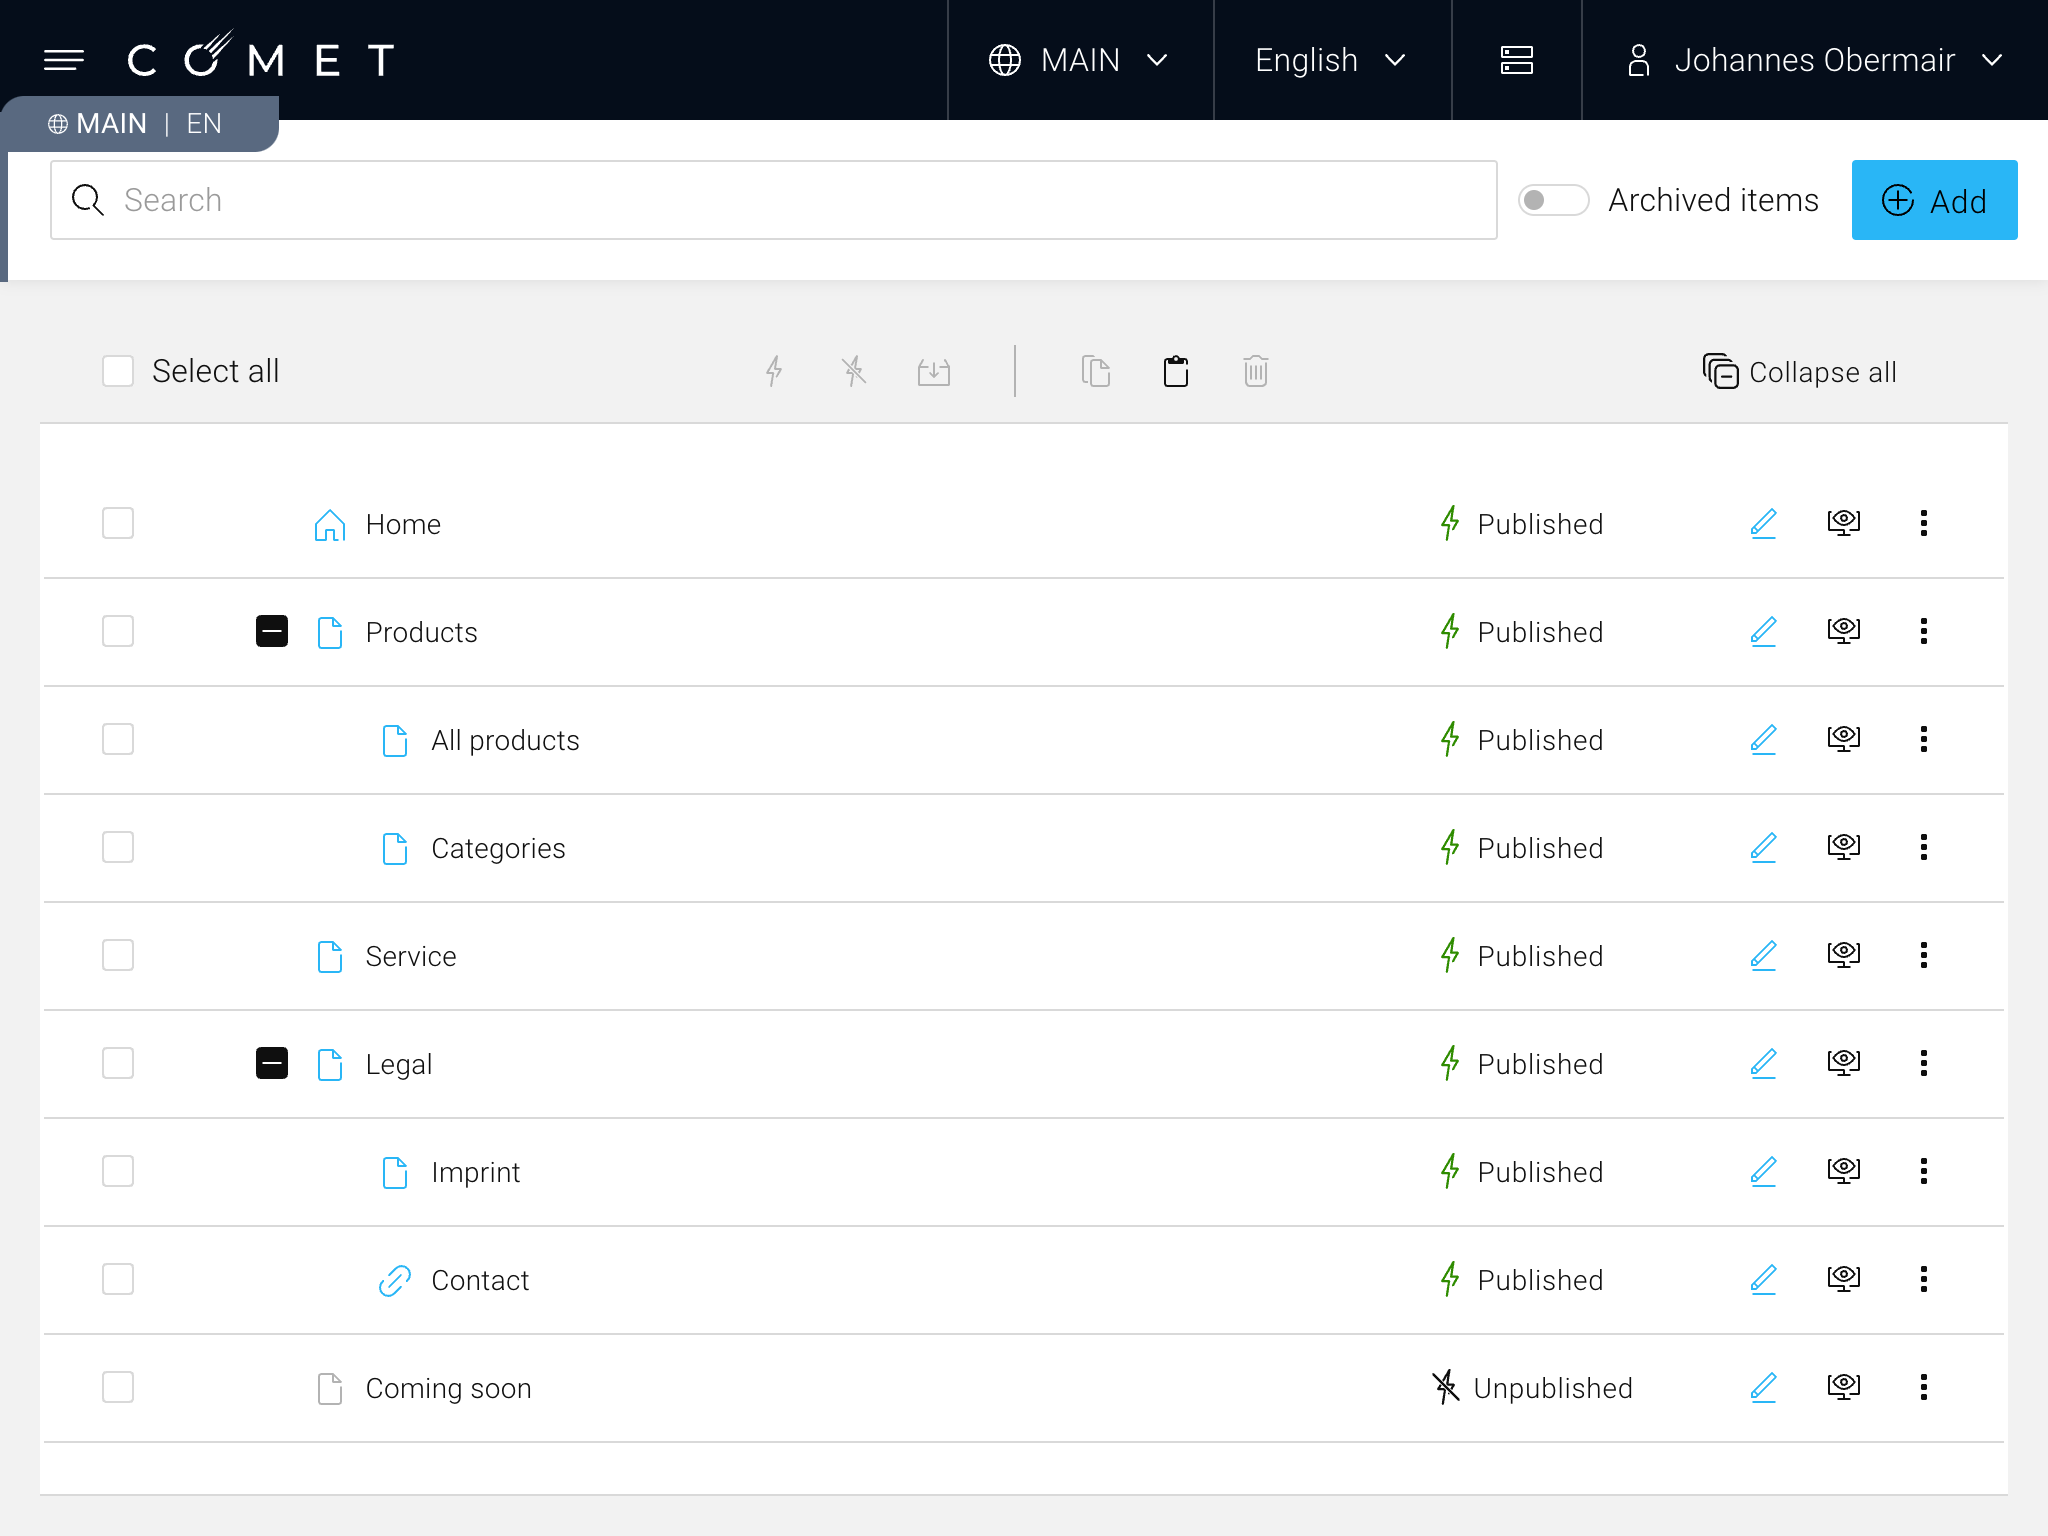 COMET
MAIN
English
Johannes Obermair
MAIN | EN
Search
Archived items
Add
Select all
Collapse all
Home
Published
Products
Published
All products
Published
Categories
Published
Service
Published
Legal
Published
Imprint
Published
Contact
Published
Coming soon
Unpublished